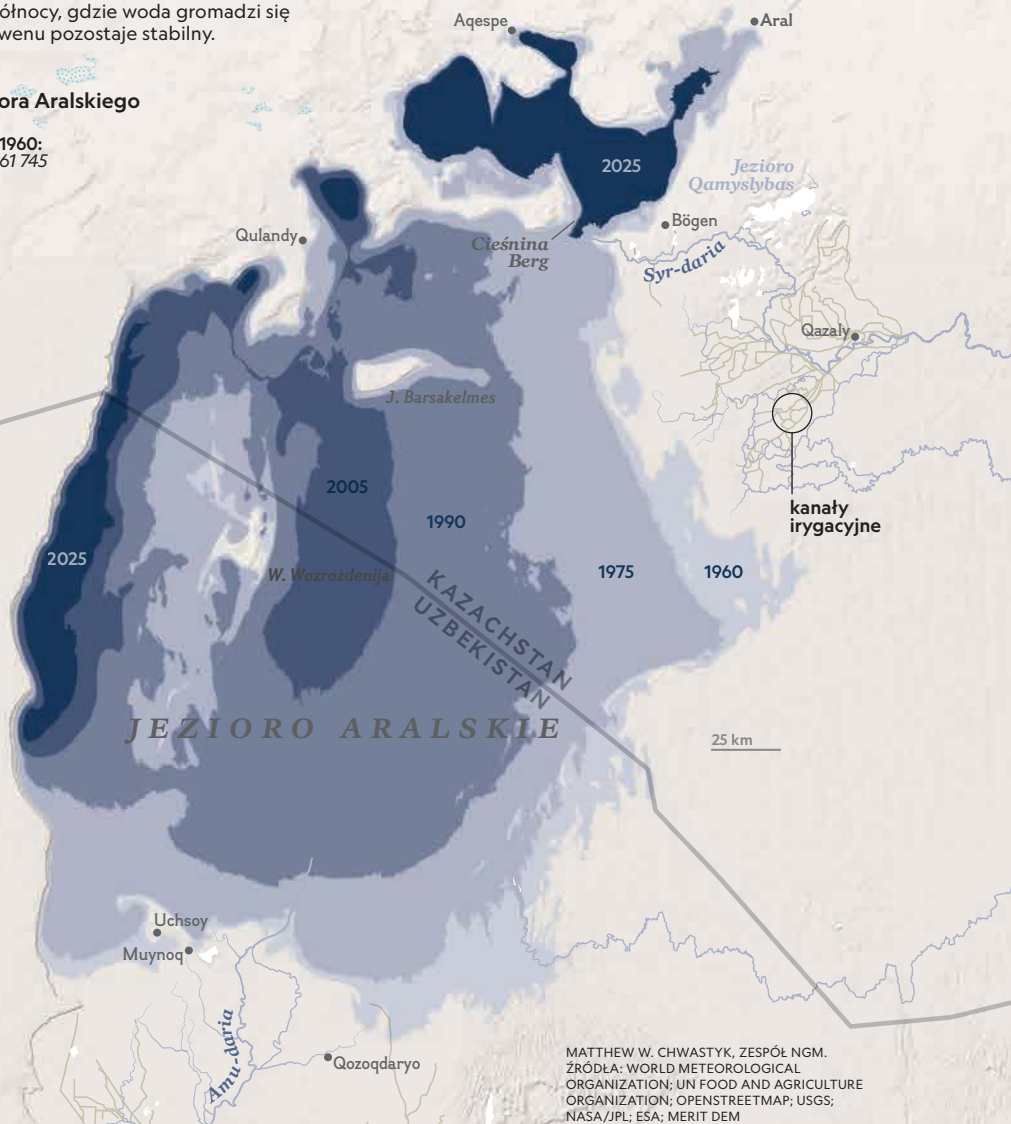 ółnocy, gdzie woda gromadzi się
wenu pozostaje stabilny.
ora Aralskiego
1960:
61 745
Aqespe
Aral
2025
Jezioro
Qamyslybas
Bögen
Qulandy
Cieśnina
Berg
Syr-daria
Qazaly
J. Barsakelmes
2005
1990
kanały
irygacyjne
2025
W. Wozrożdenija
1975
1960
KAZACHSTAN
UZBEKISTAN
JEZIORO ARALSKIE
25 km
Uchsoy
Muynoq
Amu-daria
Qozoqdaryo
MATTHEW W. CHWASTYK, ZESPÓŁ NGM.
ŹRÓDŁA: WORLD METEOROLOGICAL
ORGANIZATION; UN FOOD AND AGRICULTURE
ORGANIZATION; OPENSTREETMAP; USGS;
NASA/JPL; ESA; MERIT DEM